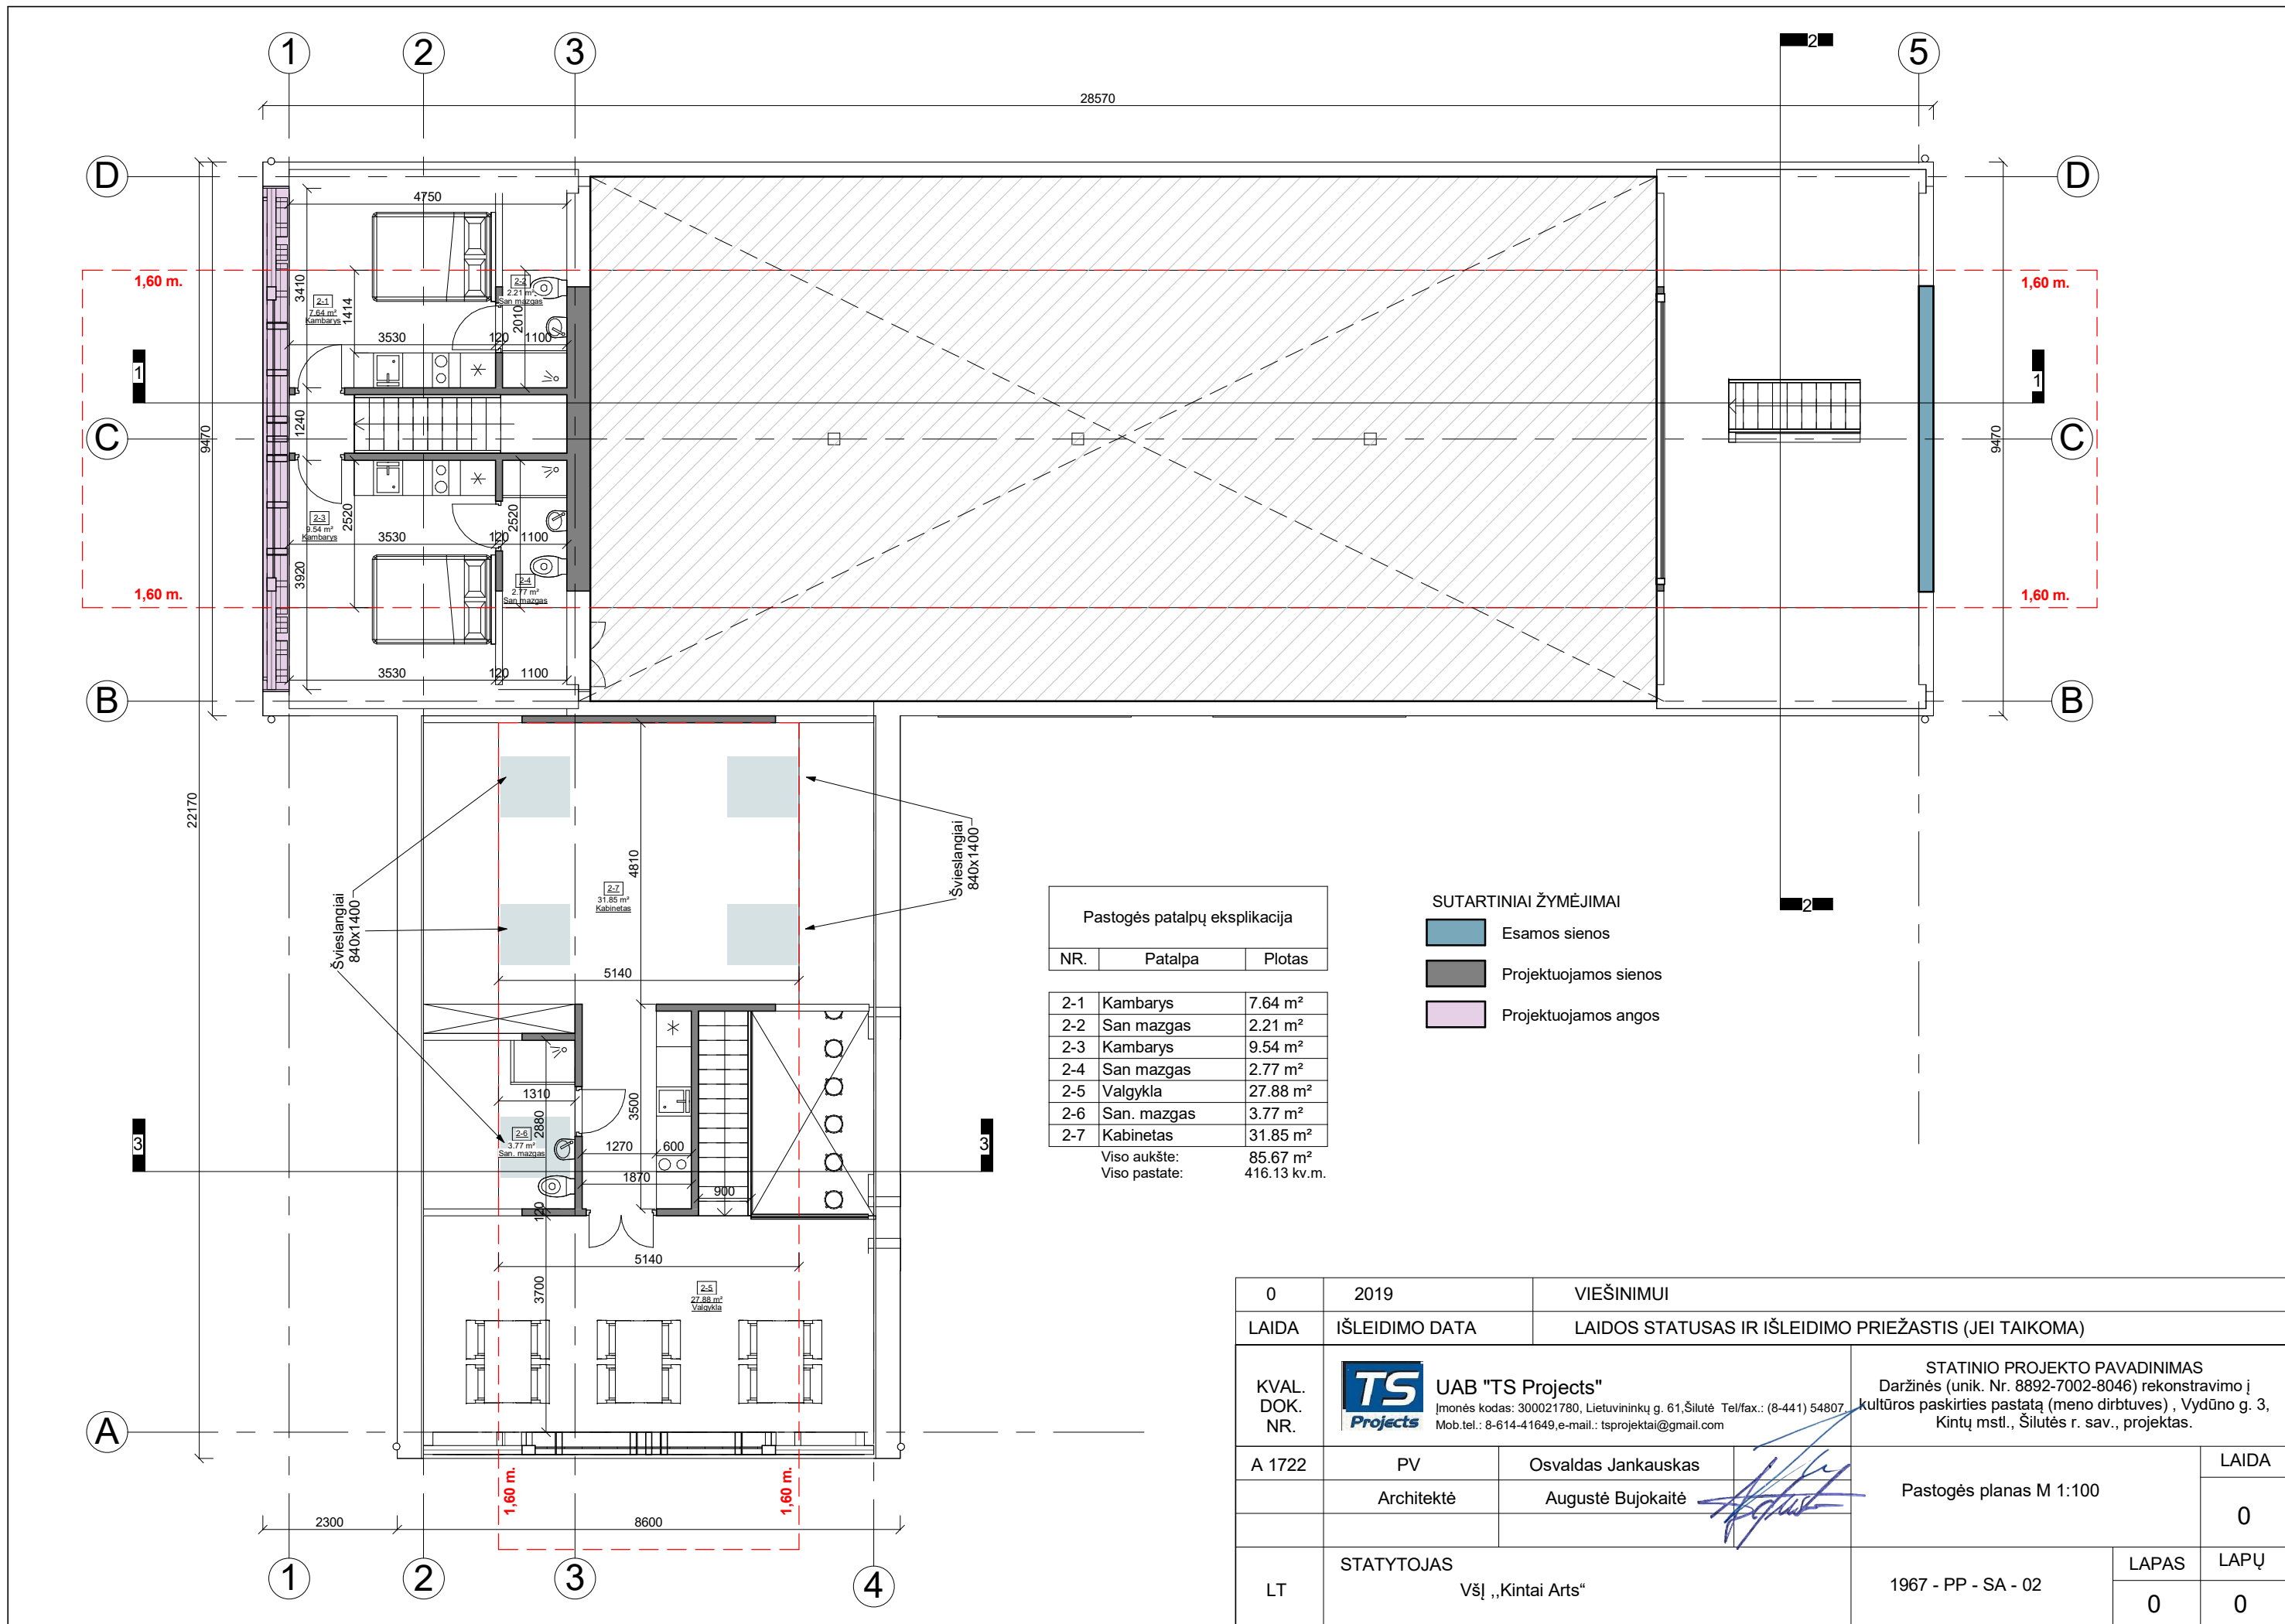 1
2
3
5
2
28570
D
D
4750
1,60 m.
1,60 m.
3410
2-1
7.64 m²
Kambarys
1414
2-2
2.21 m²
San mazgas
2010
3530
120
1100
1
1
C
C
9470
9470
1240
2-3
9.54 m²
Kambarys
2520
2520
3530
120
1100
3920
2-4
2.77 m²
San mazgas
1,60 m.
1,60 m.
3530
120
1100
B
B
22170
Švieslangiai
840x1400
Švieslangiai
840x1400
4810
2-7
31.85 m²
Kabinetas
5140
2
1310
2880
3500
2-6
3.77 m²
San. mazgas
1270
600
1870
900
120
3
3
5140
3700
2-5
27.88 m²
Valgykla
A
1,60 m.
1,60 m.
2300
8600
1
2
3
4
Pastogės patalpų eksplikacija
NR. Patalpa Plotas
2-1 Kambarys 7.64 m²
2-2 San mazgas 2.21 m²
2-3 Kambarys 9.54 m²
2-4 San mazgas 2.77 m²
2-5 Valgykla 27.88 m²
2-6 San. mazgas 3.77 m²
2-7 Kabinetas 31.85 m²
Viso aukšte: 85.67 m²
Viso pastate: 416.13 kv.m.
SUTARTINIAI ŽYMĖJIMAI
Esamos sienos
Projektuojamos sienos
Projektuojamos angos
0 2019 VIEŠINIMUI
LAIDA IŠLEIDIMO DATA LAIDOS STATUSAS IR IŠLEIDIMO PRIEŽASTIS (JEI TAIKOMA)
KVAL.
DOK.
NR.
TS
Projects
UAB "TS Projects"
Įmonės kodas: 300021780, Lietuvininkų g. 61,Šilutė Tel/fax.: (8-441) 54807,
Mob.tel.: 8-614-41649,e-mail.: tsprojektai@gmail.com
STATINIO PROJEKTO PAVADINIMAS
Daržinės (unik. Nr. 8892-7002-8046) rekonstravimo į
kultūros paskirties pastatą (meno dirbtuves) , Vydūno g. 3,
Kintų mstl., Šilutės r. sav., projektas.
A 1722 PV Osvaldas Jankauskas
Architektė Augustė Bujokaitė
Pastogės planas M 1:100
LAIDA
0
LT
STATYTOJAS
VšĮ ,,Kintai Arts“
1967 - PP - SA - 02
LAPAS LAPŲ
0 0